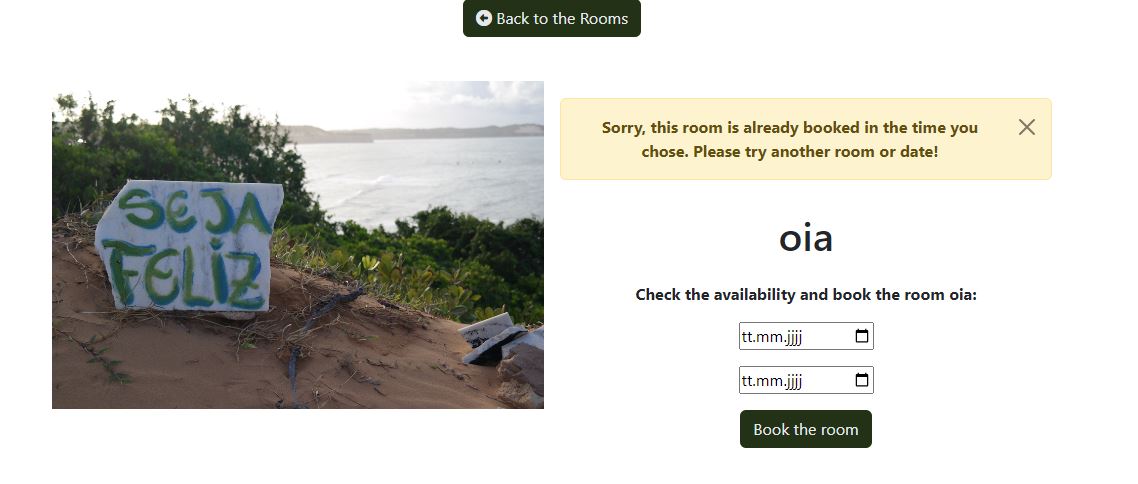 Back to the Rooms
SEJA
FELIZ
Sorry, this room is already booked in the time you
chose. Please try another room or date!
oia
Check the availability and book the room oia:
tt.mm.jjjj
tt.mm.jjjj
Book the room